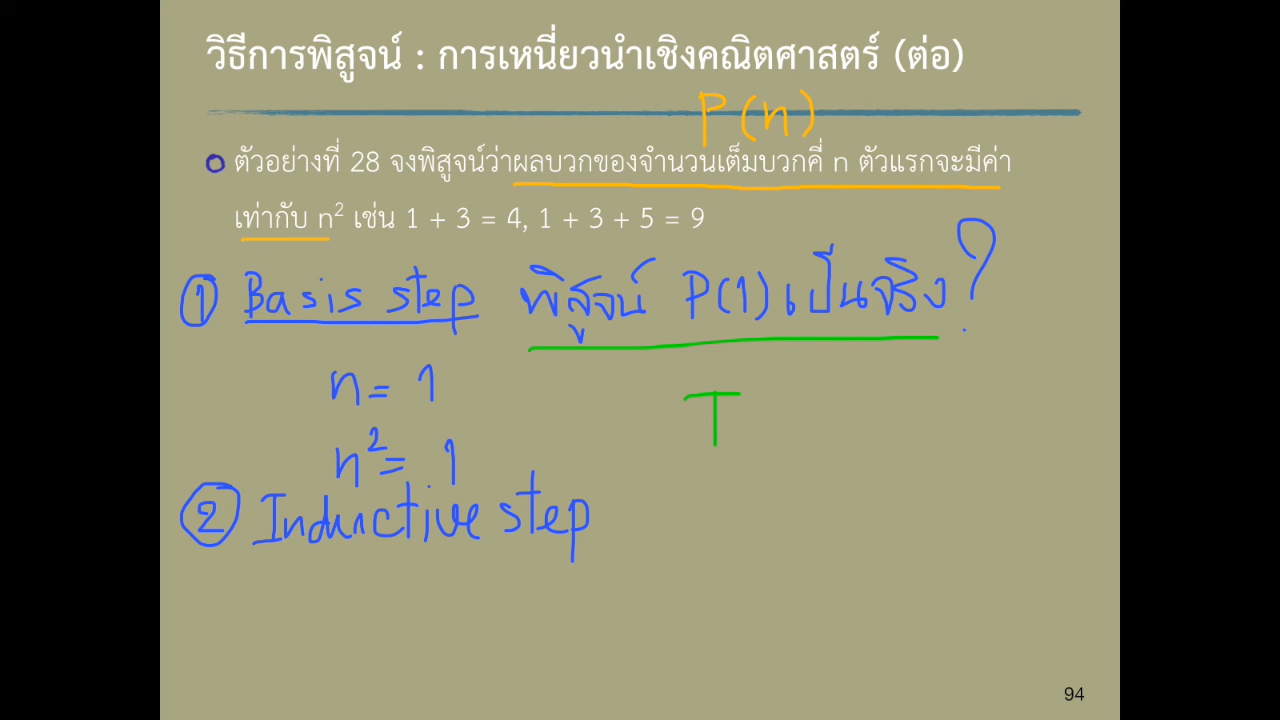 วิธีการพิสูจน์ : การเหนี่ยวนำเชิงคณิตศาสตร์ (ต่อ)
P(n)
ตัวอย่างที่ 28 จงพิสูจน์ว่าผลบวกของจำนวนเต็มบวกคี่ n ตัวแรกจะมีค่า
เท่ากับ n² เช่น 1 + 3 = 4, 1 + 3 + 5 = 9
① Basis step พิสูจน์ P(1) เป็นจริง?
n = 1
T
n² = 1
② Inductive step
94